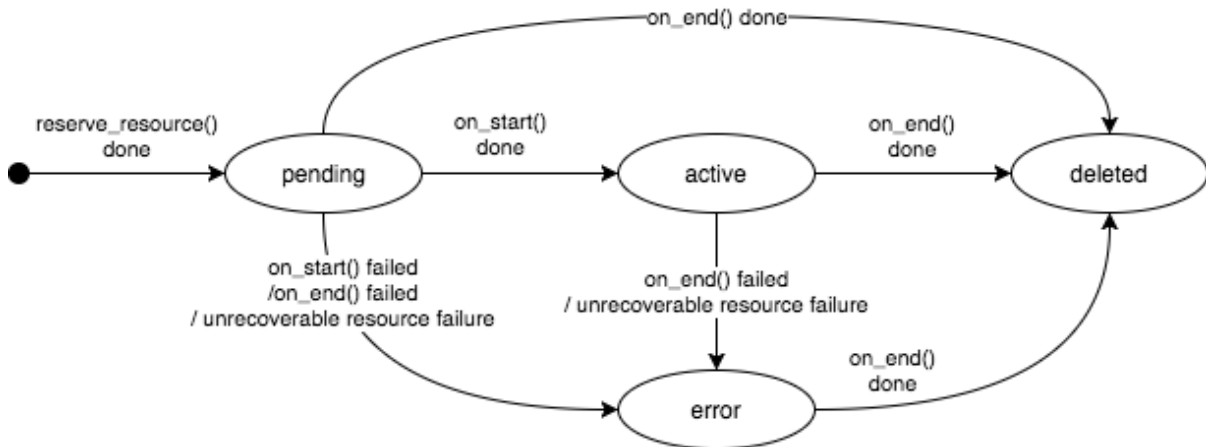 on_end() done
reserve_resource()
done
on_start()
done
on_end()
done
pending
active
deleted
on_start() failed
/on_end() failed
/ unrecoverable resource failure
on_end() failed
/ unrecoverable resource failure
on_end()
done
error